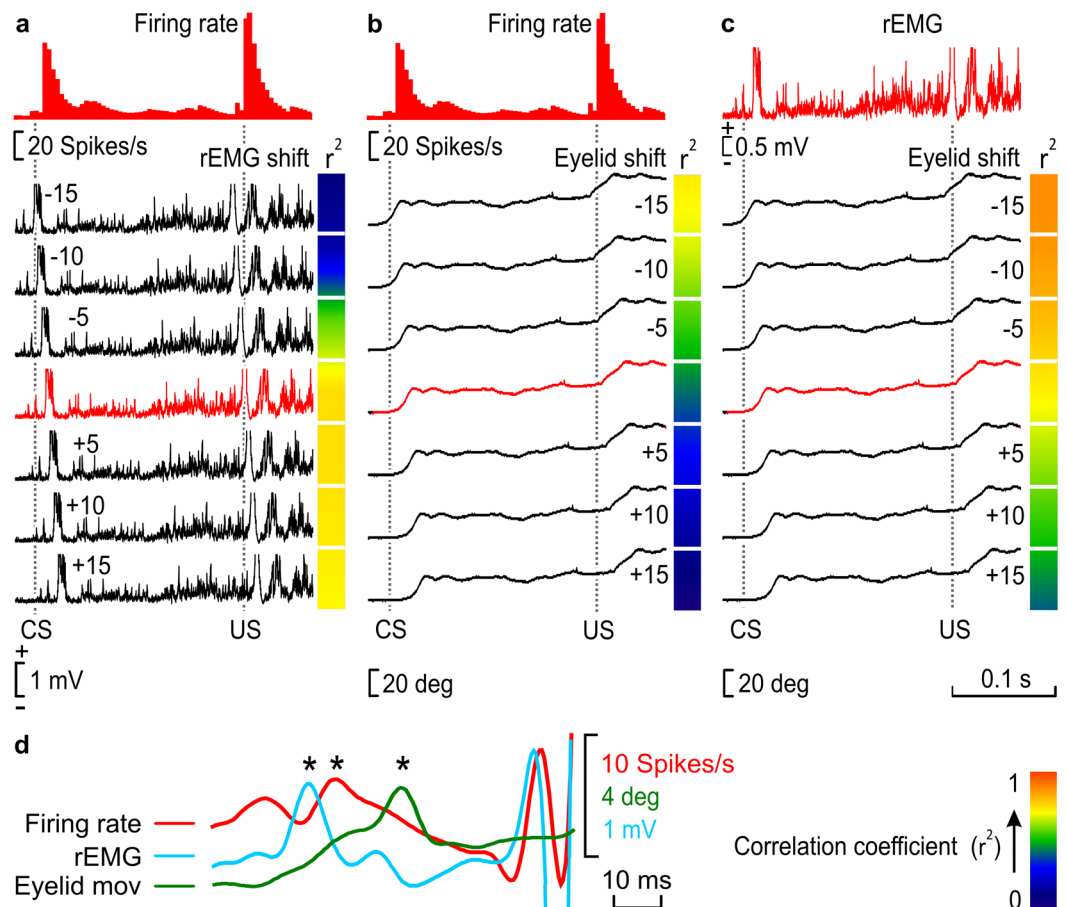 a
Firing rate
20 Spikes/s
rEMG shift
r²
-15
-10
-5
+5
+10
+15
CS
US
+
1 mV
-
b
Firing rate
20 Spikes/s
Eyelid shift
r²
-15
-10
-5
+5
+10
+15
CS
US
20 deg
c
rEMG
+
0.5 mV
-
Eyelid shift
r²
-15
-10
-5
+5
+10
+15
CS
US
20 deg
0.1 s
d
* * *
Firing rate
rEMG
Eyelid mov
10 Spikes/s
4 deg
1 mV
10 ms
Correlation coefficient (r²)
1
0